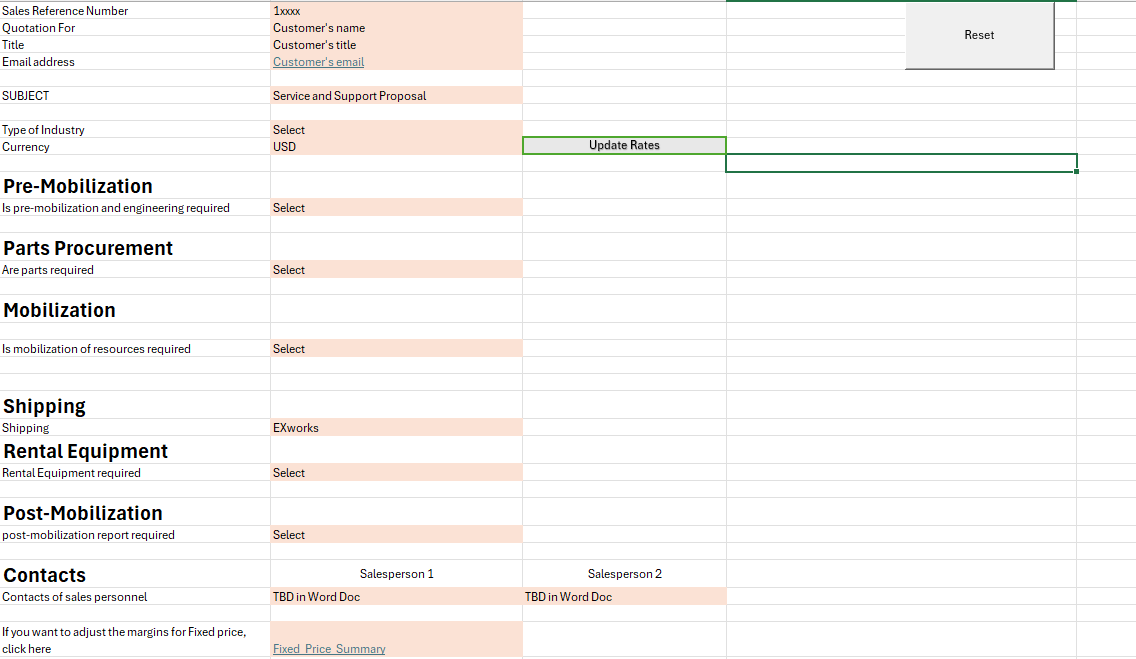 Sales Reference Number 1xxxx
Reset
Quotation For Customer's name
Title Customer's title
Email address Customer's email
SUBJECT Service and Support Proposal
Type of Industry Select
Currency USD Update Rates
Pre-Mobilization
Is pre-mobilization and engineering required Select
Parts Procurement
Are parts required Select
Mobilization
Is mobilization of resources required Select
Shipping
Shipping EXworks
Rental Equipment
Rental Equipment required Select
Post-Mobilization
post-mobilization report required Select
Contacts Salesperson 1 Salesperson 2
Contacts of sales personnel TBD in Word Doc TBD in Word Doc
If you want to adjust the margins for Fixed price,
click here Fixed_Price_Summary